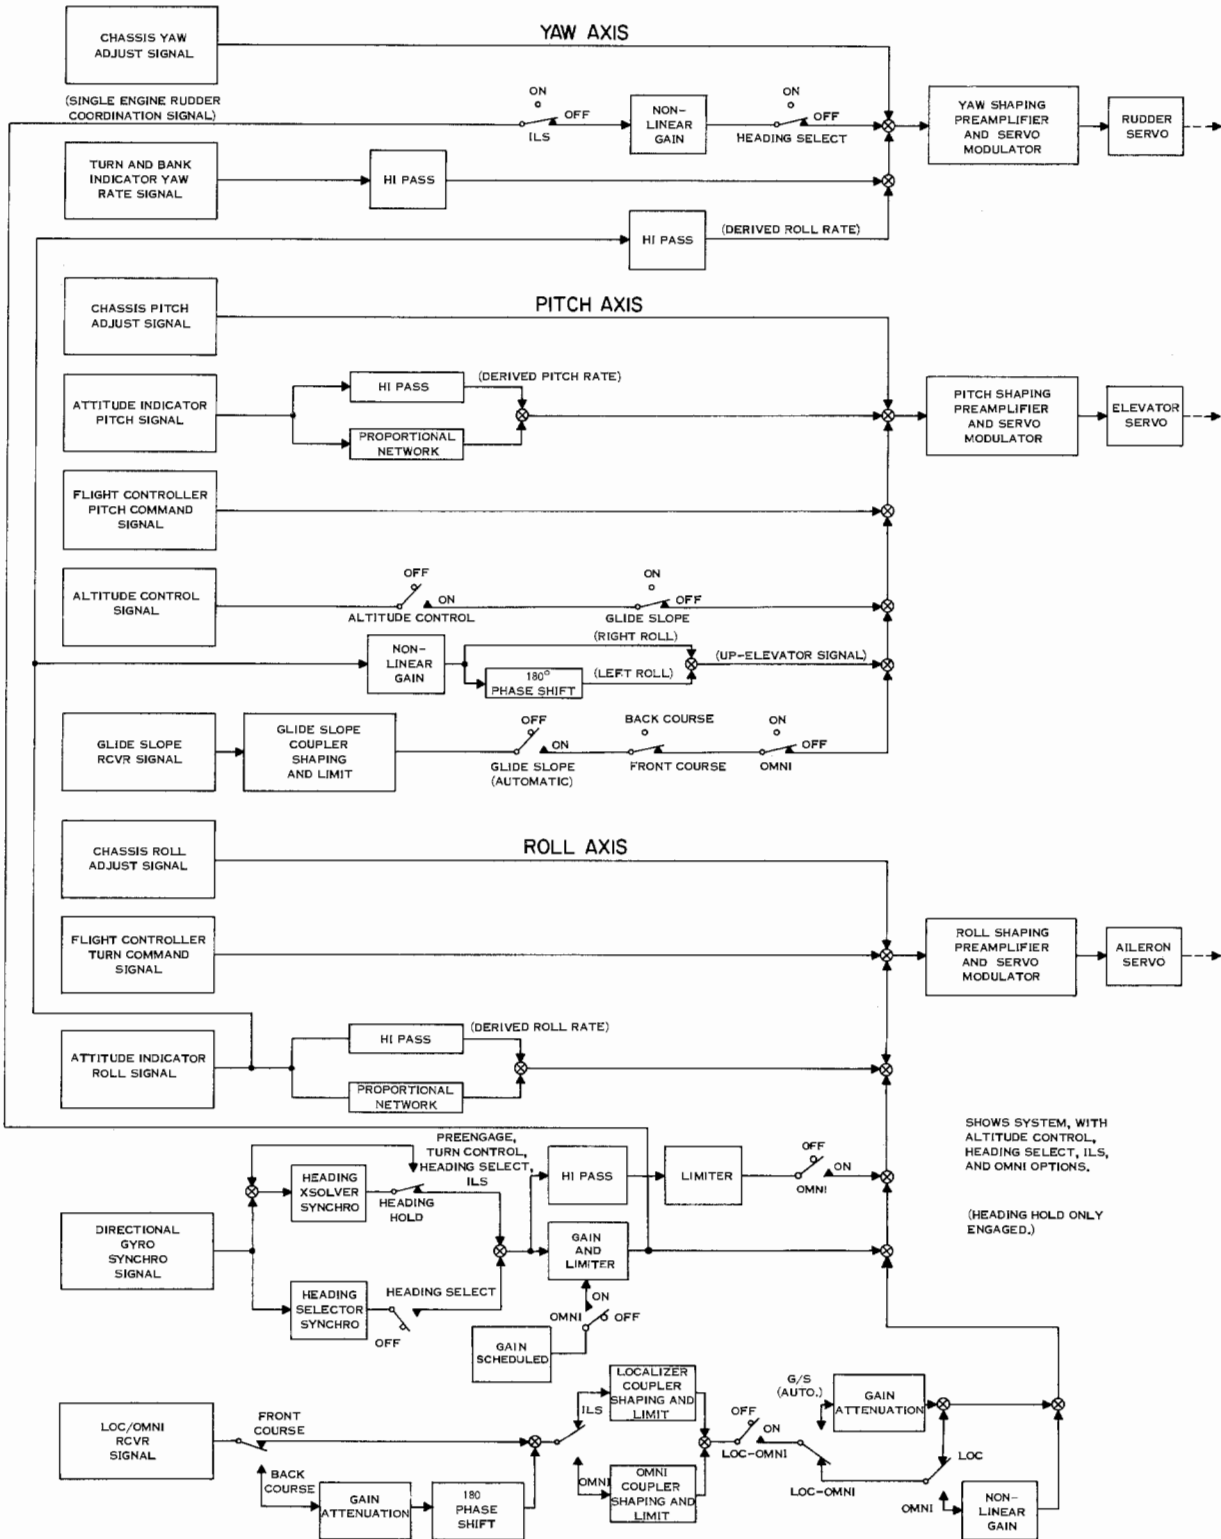 YAW AXIS
CHASSIS YAW
ADJUST SIGNAL
(SINGLE ENGINE RUDDER
COORDINATION SIGNAL)
ON
OFF
ILS
NON-
LINEAR
GAIN
ON
OFF
HEADING SELECT
YAW SHAPING
PREAMPLIFIER
AND SERVO
MODULATOR
RUDDER
SERVO
TURN AND BANK
INDICATOR YAW
RATE SIGNAL
HI PASS
HI PASS
(DERIVED ROLL RATE)
PITCH AXIS
CHASSIS PITCH
ADJUST SIGNAL
ATTITUDE INDICATOR
PITCH SIGNAL
HI PASS
(DERIVED PITCH RATE)
PROPORTIONAL
NETWORK
PITCH SHAPING
PREAMPLIFIER
AND SERVO
MODULATOR
ELEVATOR
SERVO
FLIGHT CONTROLLER
PITCH COMMAND
SIGNAL
ALTITUDE CONTROL
SIGNAL
OFF
ON
ALTITUDE CONTROL
ON
OFF
GLIDE SLOPE
NON-
LINEAR
GAIN
(RIGHT ROLL)
180°
PHASE SHIFT
(LEFT ROLL)
(UP-ELEVATOR SIGNAL)
GLIDE SLOPE
RCVR SIGNAL
GLIDE SLOPE
COUPLER
SHAPING
AND LIMIT
OFF
ON
GLIDE SLOPE
(AUTOMATIC)
BACK COURSE
FRONT COURSE
ON
OFF
OMNI
ROLL AXIS
CHASSIS ROLL
ADJUST SIGNAL
FLIGHT CONTROLLER
TURN COMMAND
SIGNAL
ROLL SHAPING
PREAMPLIFIER
AND SERVO
MODULATOR
AILERON
SERVO
ATTITUDE INDICATOR
ROLL SIGNAL
HI PASS
(DERIVED ROLL RATE)
PROPORTIONAL
NETWORK
SHOWS SYSTEM, WITH
ALTITUDE CONTROL,
HEADING SELECT, ILS,
AND OMNI OPTIONS.
(HEADING HOLD ONLY
ENGAGED.)
DIRECTIONAL
GYRO
SYNCHRO
SIGNAL
HEADING
XSOLVER
SYNCHRO
PREENGAGE,
TURN CONTROL,
HEADING SELECT,
ILS
HEADING
HOLD
HI PASS
LIMITER
OFF
ON
OMNI
GAIN
AND
LIMITER
HEADING
SELECTOR
SYNCHRO
HEADING SELECT
OFF
ON
OMNI
OFF
GAIN
SCHEDULED
LOC/OMNI
RCVR
SIGNAL
FRONT
COURSE
BACK
COURSE
GAIN
ATTENUATION
180
PHASE
SHIFT
ILS
LOCALIZER
COUPLER
SHAPING AND
LIMIT
OMNI
OMNI
COUPLER
SHAPING AND
LIMIT
OFF
ON
LOC-OMNI
G/S
(AUTO.)
GAIN
ATTENUATION
LOC-OMNI
LOC
OMNI
NON-
LINEAR
GAIN